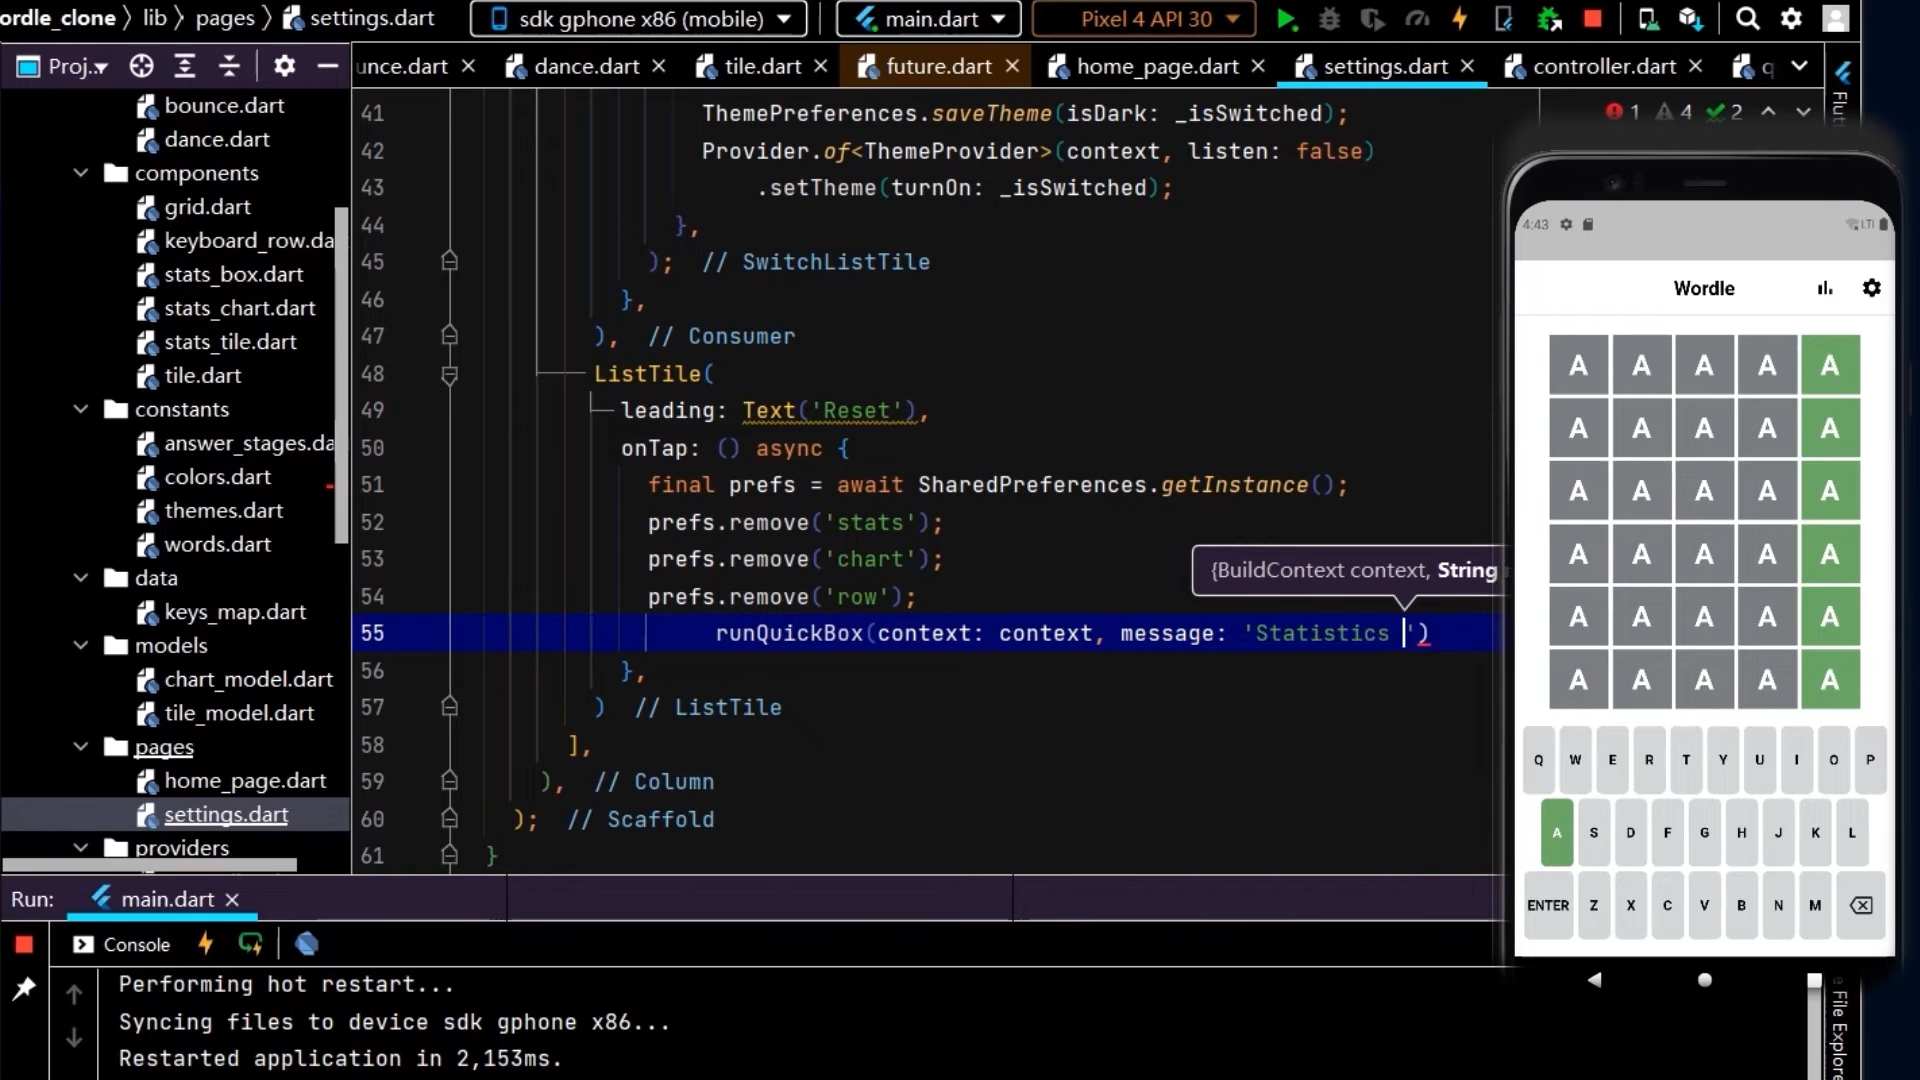 ordle_clone > lib > pages > settings.dart
sdk gphone x86 (mobile)
main.dart
Pixel 4 API 30
Proj..
unce.dart
dance.dart
tile.dart
future.dart
home_page.dart
settings.dart
controller.dart
q
Flutt
bounce.dart
dance.dart
components
grid.dart
keyboard_row.da
stats_box.dart
stats_chart.dart
stats_tile.dart
tile.dart
constants
answer_stages.da
colors.dart
themes.dart
words.dart
data
keys_map.dart
models
chart_model.dart
tile_model.dart
pages
home_page.dart
settings.dart
providers
1 4 2
41 ThemePreferences.saveTheme(isDark: _isSwitched);
42 Provider.of<ThemeProvider>(context, listen: false)
43 .setTheme(turnOn: _isSwitched);
44 },
45 ); // SwitchListTile
46 },
47 ), // Consumer
48 ListTile(
49 leading: Text('Reset'),
50 onTap: () async {
51 final prefs = await SharedPreferences.getInstance();
52 prefs.remove('stats');
53 prefs.remove('chart');
{BuildContext context, String
54 prefs.remove('row');
55 runQuickBox(context: context, message: 'Statistics ')
56 },
57 ) // ListTile
58 ],
59 ), // Column
60 ); // Scaffold
61 }
4:43
LTE
Wordle
A A A A A
A A A A A
A A A A A
A A A A A
A A A A A
A A A A A
Q W E R T Y U I O P
A S D F G H J K L
ENTER Z X C V B N M
Run: main.dart
Console
Performing hot restart...
Syncing files to device sdk gphone x86...
Restarted application in 2,153ms.
e File Explore